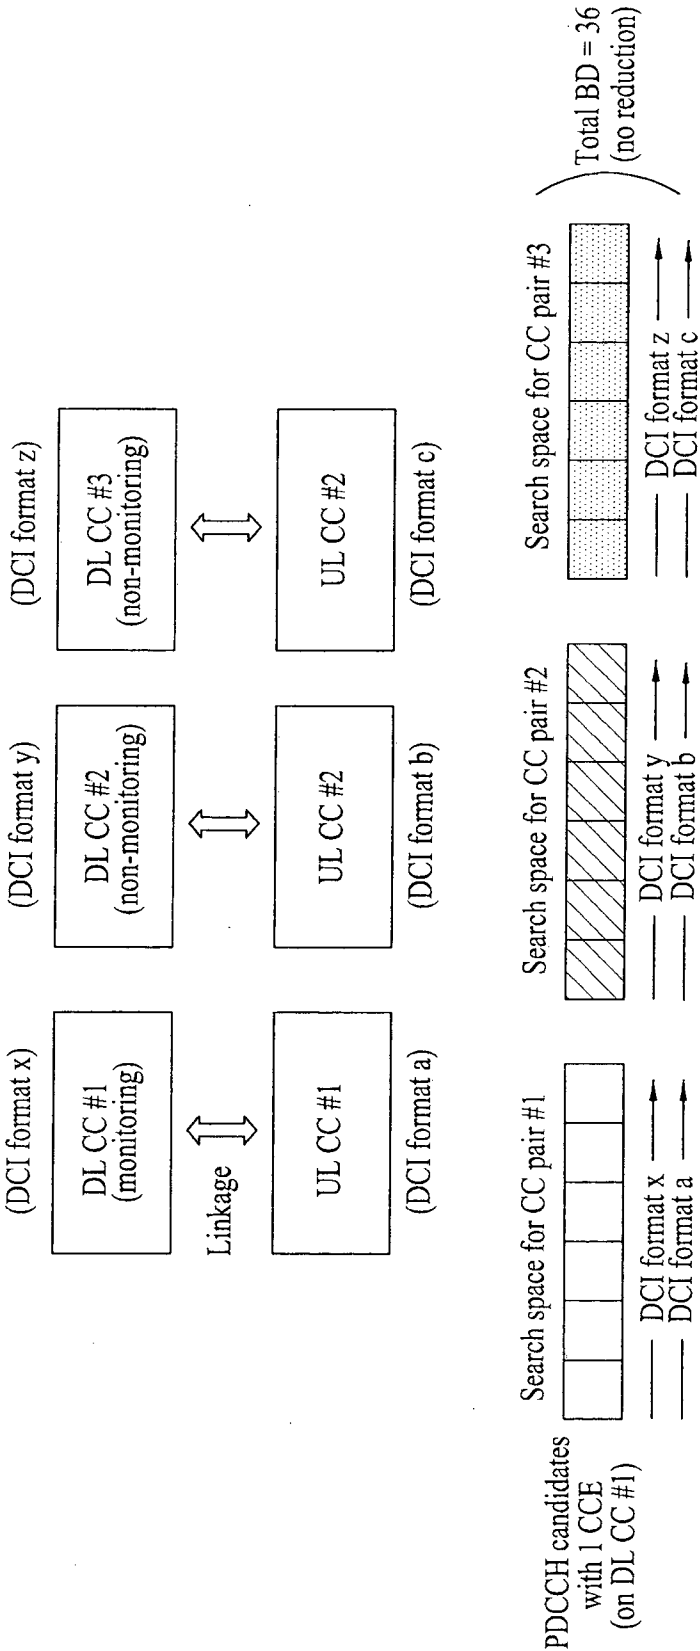 (DCI format x)
(DCI format y)
(DCI format z)
DL CC #1
(monitoring)
DL CC #2
(non-monitoring)
DL CC #3
(non-monitoring)
Linkage
UL CC #1
UL CC #2
UL CC #2
(DCI format a)
(DCI format b)
(DCI format c)
Search space for CC pair #1
Search space for CC pair #2
Search space for CC pair #3
PDCCH candidates
with 1 CCE
(on DL CC #1)
DCI format x
DCI format a
DCI format y
DCI format b
DCI format z
DCI format c
Total BD = 36
(no reduction)